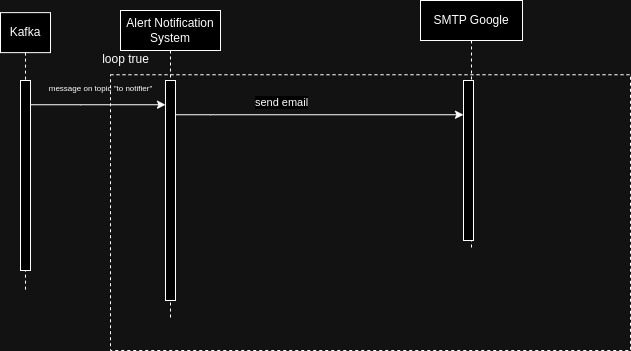 Kafka
Alert Notification
System
SMTP Google
loop true
message on topic "to notifier"
send email